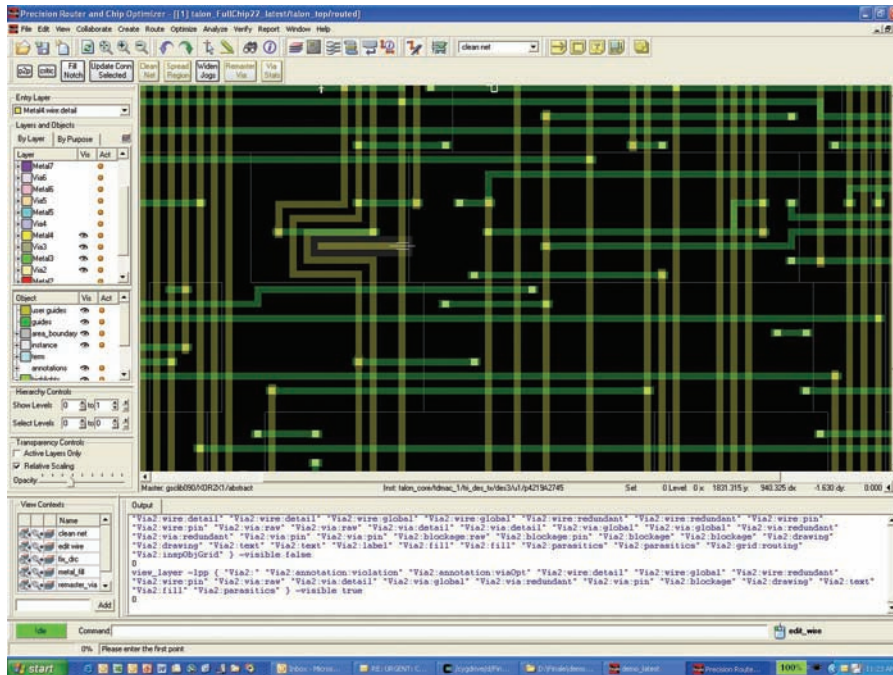 Precision Router and Chip Optimizer - [[1] talon_FullChip22_latest/talon_top/routed]
File Edit View Collaborate Create Route Optimize Analyze Verify Report Window Help
clean net
p2p critic Fill Notch Update Conn Selected Clean Net Spread Region Widen Jogs Remaster Via Via Stats
Entry Layer
Metal4 wire detail
Layers and Objects
By Layer By Purpose
Layer Vis Act
Metal7
Via6
Metal6
Via5
Metal5
Via4
Metal4
Via3
Metal3
Via2
Metal2
Object Vis Act
user guides
guides
area_boundary
instance
term
annotations
highlights
Hierarchy Controls
Show Levels 0 to 1
Select Levels 0 to 0
Transparency Controls
Active Layers Only
Relative Scaling
Opacity
Master: gsclib090/XOR2X1/abstract Inst: talon_core/tdmac_1/hi_des_tx/des3/u1/p421942745 Sel: 0 Level 0 x: 1831.315 y: 940.325 dx: -1.630 dy: 0.000
View Contexts
Name
clean net
edit wire
fix_drc
metal_fill
remaster_via
Add
Output
"Via2:wire:detail" "Via2:wire:detail" "Via2:wire:global" "Via2:wire:global" "Via2:wire:redundant" "Via2:wire:redundant" "Via2:wire:pin"
"Via2:wire:pin" "Via2:via:raw" "Via2:via:raw" "Via2:via:detail" "Via2:via:detail" "Via2:via:global" "Via2:via:global" "Via2:via:redundant"
"Via2:via:redundant" "Via2:via:pin" "Via2:via:pin" "Via2:blockage:raw" "Via2:blockage:pin" "Via2:blockage" "Via2:blockage" "Via2:drawing"
"Via2:drawing" "Via2:text" "Via2:text" "Via2:label" "Via2:fill" "Via2:fill" "Via2:parasitics" "Via2:parasitics" "Via2:grid:routing"
"Via2:inspObjGrid" } -visible false
0
view_layer -lpp { "Via2:" "Via2:annotation:violation" "Via2:annotation:viaOpt" "Via2:wire:detail" "Via2:wire:global" "Via2:wire:redundant"
"Via2:wire:pin" "Via2:via:raw" "Via2:via:detail" "Via2:via:global" "Via2:via:redundant" "Via2:via:pin" "Via2:blockage" "Via2:drawing" "Via2:text"
"Via2:fill" "Via2:parasitics" } -visible true
0
Idle Command: edit_wire
0% Please enter the first point
start Inbox - Micros... RE: URGENT: C... demo_latest Precision Route... 100%